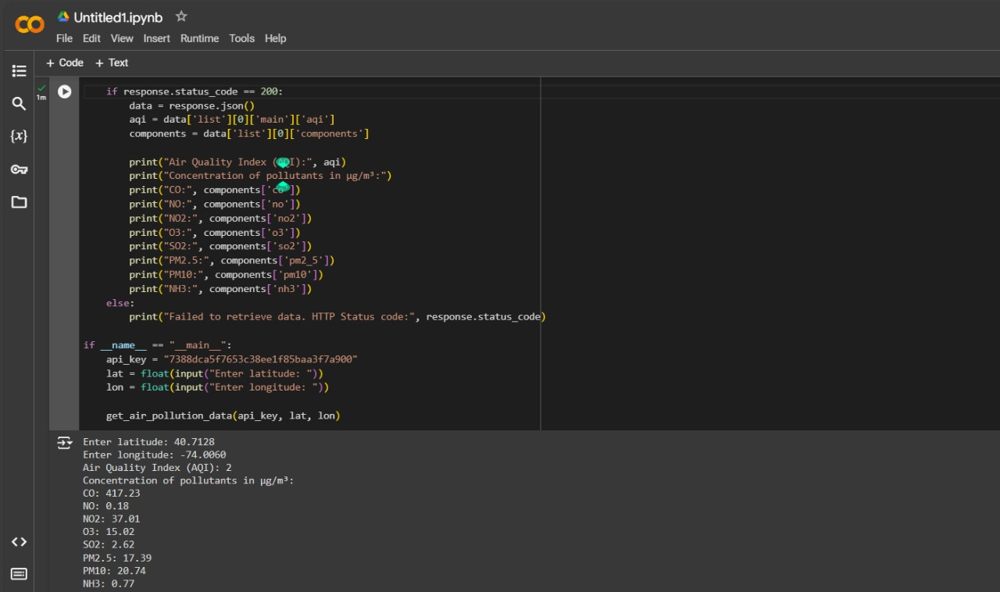 CO Untitled1.ipynb ☆
File Edit View Insert Runtime Tools Help
+ Code + Text
1m
if response.status_code == 200:
data = response.json()
aqi = data['list'][0]['main']['aqi']
components = data['list'][0]['components']
print("Air Quality Index (AQI):", aqi)
print("Concentration of pollutants in µg/m³:")
print("CO:", components['co'])
print("NO:", components['no'])
print("NO2:", components['no2'])
print("O3:", components['o3'])
print("SO2:", components['so2'])
print("PM2.5:", components['pm2_5'])
print("PM10:", components['pm10'])
print("NH3:", components['nh3'])
else:
print("Failed to retrieve data. HTTP Status code:", response.status_code)
if __name__ == "__main__":
api_key = "7388dca5f7653c38ee1f85baa3f7a900"
lat = float(input("Enter latitude: "))
lon = float(input("Enter longitude: "))
get_air_pollution_data(api_key, lat, lon)
Enter latitude: 40.7128
Enter longitude: -74.0060
Air Quality Index (AQI): 2
Concentration of pollutants in µg/m³:
CO: 417.23
NO: 0.18
NO2: 37.01
O3: 15.02
SO2: 2.62
PM2.5: 17.39
PM10: 20.74
NH3: 0.77